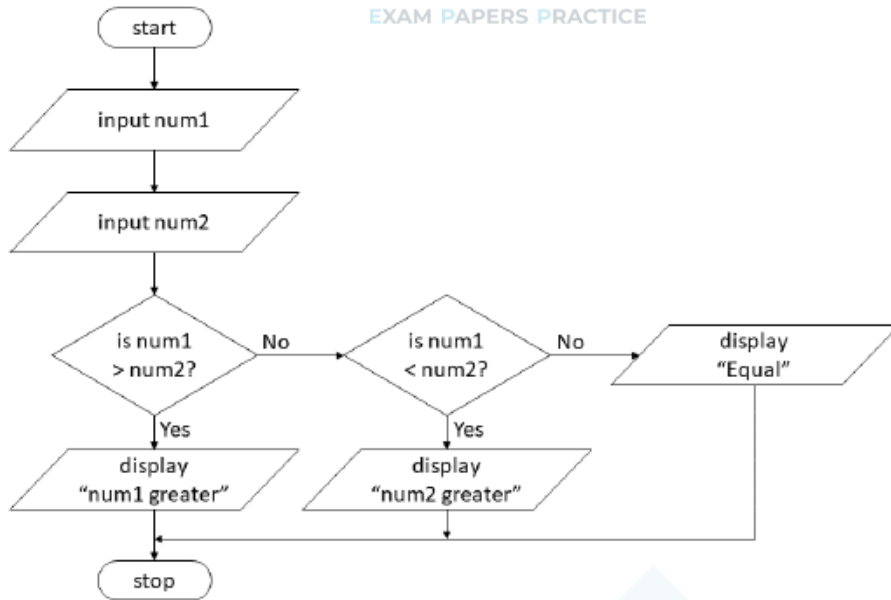 EXAM PAPERS PRACTICE
start
input num1
input num2
is num1
> num2?
No
is num1
< num2?
No
display
“Equal”
Yes
display
“num1 greater”
Yes
display
“num2 greater”
stop